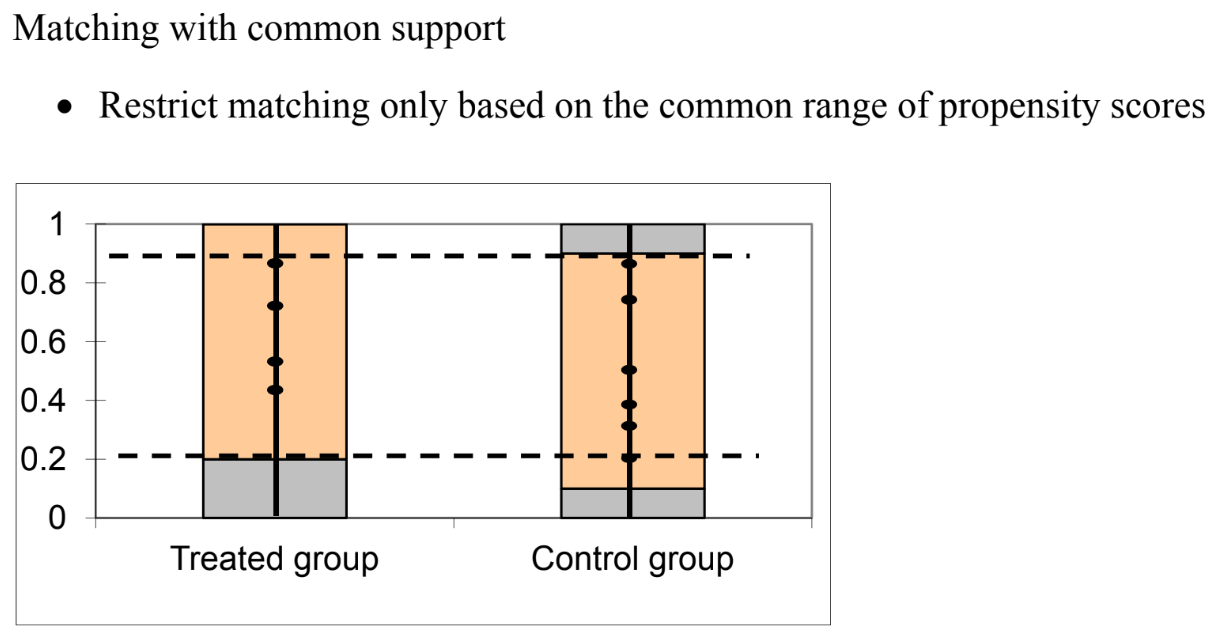 Matching with common support
• Restrict matching only based on the common range of propensity scores
1
0.8
0.6
0.4
0.2
0
Treated group
Control group